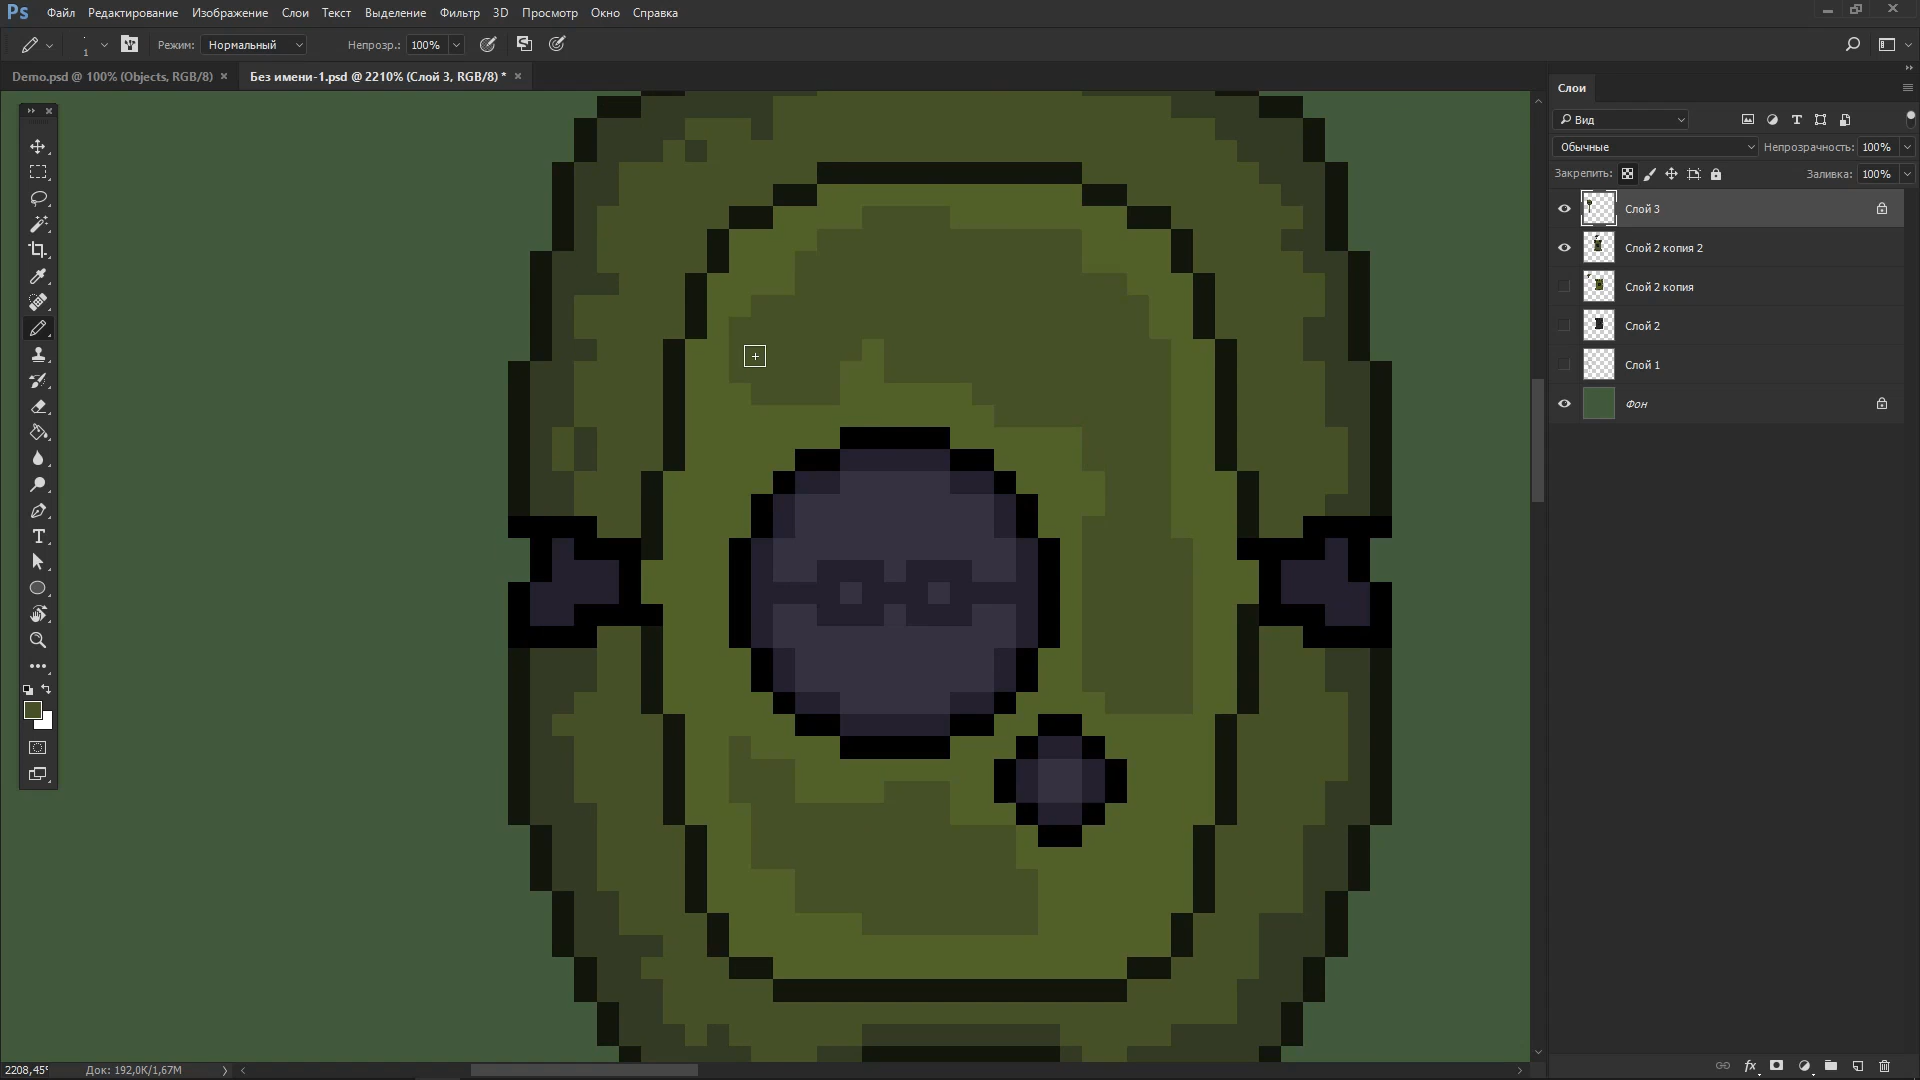 Ps Файл Редактирование Изображение Слои Текст Выделение Фильтр 3D Просмотр Окно Справка
1 Режим: Нормальный Непрозр.: 100%
Demo.psd @ 100% (Objects, RGB/8) × Без имени-1.psd @ 2210% (Слой 3, RGB/8) * ×
Слои
Вид
Обычные Непрозрачность: 100%
Закрепить: Заливка: 100%
Слой 3
Слой 2 копия 2
Слой 2 копия
Слой 2
Слой 1
Фон
2208,45% Док: 192,0K/1,67M